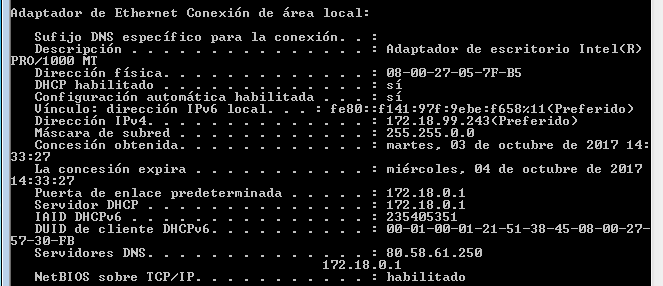 Adaptador de Ethernet Conexión de área local:
Sufijo DNS específico para la conexión. . :
Descripción . . . . . . . . . . . . . . . : Adaptador de escritorio Intel(R)
PRO/1000 MT
Dirección física. . . . . . . . . . . . . : 08-00-27-05-7F-B5
DHCP habilitado . . . . . . . . . . . . . : sí
Configuración automática habilitada . . . : sí
Vínculo: dirección IPv6 local. . . : fe80::f141:97f:9ebe:f658%11(Preferido)
Dirección IPv4. . . . . . . . . . . . . . : 172.18.99.243(Preferido)
Máscara de subred . . . . . . . . . . . . : 255.255.0.0
Concesión obtenida. . . . . . . . . . . . : martes, 03 de octubre de 2017 14:
33:27
La concesión expira . . . . . . . . . . . : miércoles, 04 de octubre de 2017
14:33:27
Puerta de enlace predeterminada . . . . . : 172.18.0.1
Servidor DHCP . . . . . . . . . . . . . . : 172.18.0.1
IAID DHCPv6 . . . . . . . . . . . . . . . : 235405351
DUID de cliente DHCPv6. . . . . . . . . . : 00-01-00-01-21-51-38-45-08-00-27-
57-30-FB
Servidores DNS. . . . . . . . . . . . . . : 80.58.61.250
172.18.0.1
NetBIOS sobre TCP/IP. . . . . . . . . . . : habilitado